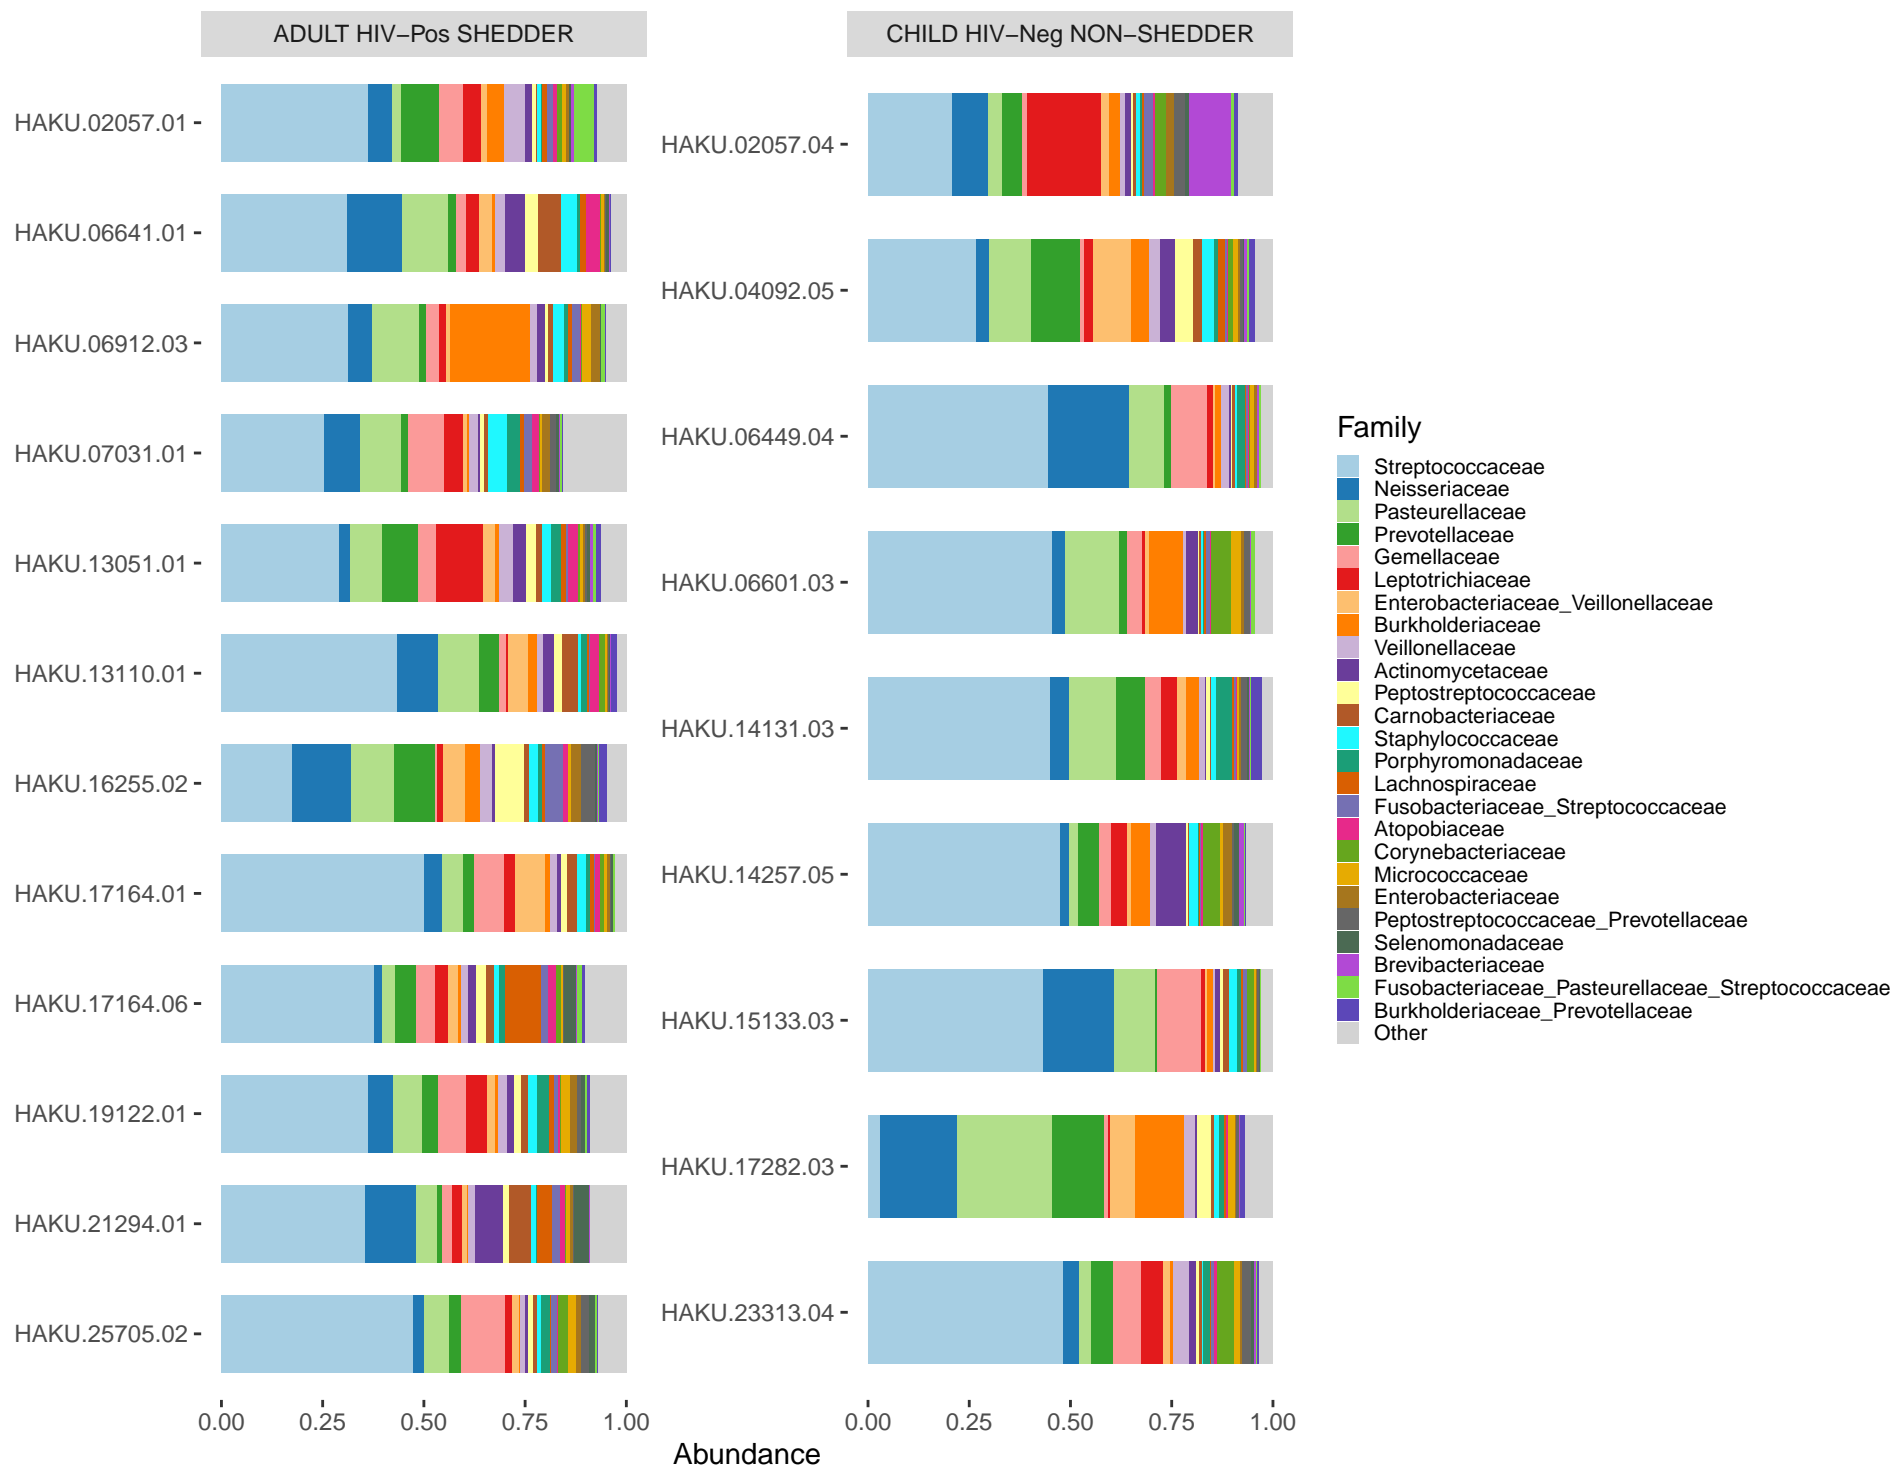 ADULT HIV−Pos SHEDDER
HAKU.02057.01
HAKU.06641.01
HAKU.06912.03
HAKU.07031.01
HAKU.13051.01
HAKU.13110.01
HAKU.16255.02
HAKU.17164.01
HAKU.17164.06
HAKU.19122.01
HAKU.21294.01
HAKU.25705.02
0.00 0.25 0.50 0.75 1.00
CHILD HIV−Neg NON−SHEDDER
HAKU.02057.04
HAKU.04092.05
HAKU.06449.04
HAKU.06601.03
HAKU.14131.03
HAKU.14257.05
HAKU.15133.03
HAKU.17282.03
HAKU.23313.04
0.00 0.25 0.50 0.75 1.00
Abundance
Family
Streptococcaceae
Neisseriaceae
Pasteurellaceae
Prevotellaceae
Gemellaceae
Leptotrichiaceae
Enterobacteriaceae_Veillonellaceae
Burkholderiaceae
Veillonellaceae
Actinomycetaceae
Peptostreptococcaceae
Carnobacteriaceae
Staphylococcaceae
Porphyromonadaceae
Lachnospiraceae
Fusobacteriaceae_Streptococcaceae
Atopobiaceae
Corynebacteriaceae
Micrococcaceae
Enterobacteriaceae
Peptostreptococcaceae_Prevotellaceae
Selenomonadaceae
Brevibacteriaceae
Fusobacteriaceae_Pasteurellaceae_Streptococcaceae
Burkholderiaceae_Prevotellaceae
Other